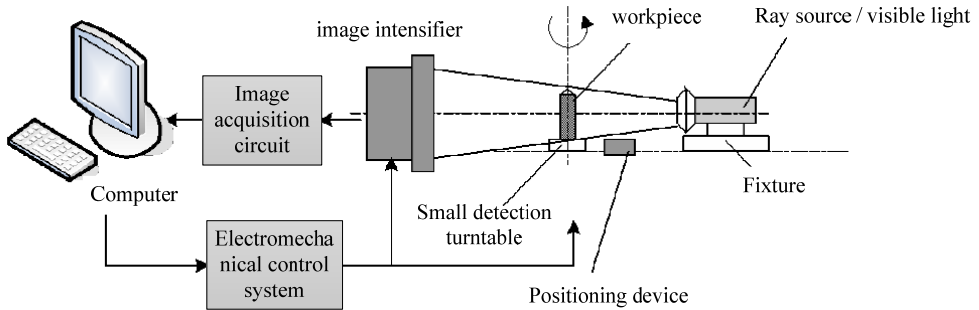 image intensifier
workpiece
Ray source / visible light
Image
acquisition
circuit
Computer
Small detection
turntable
Fixture
Electromecha
nical control
system
Positioning device